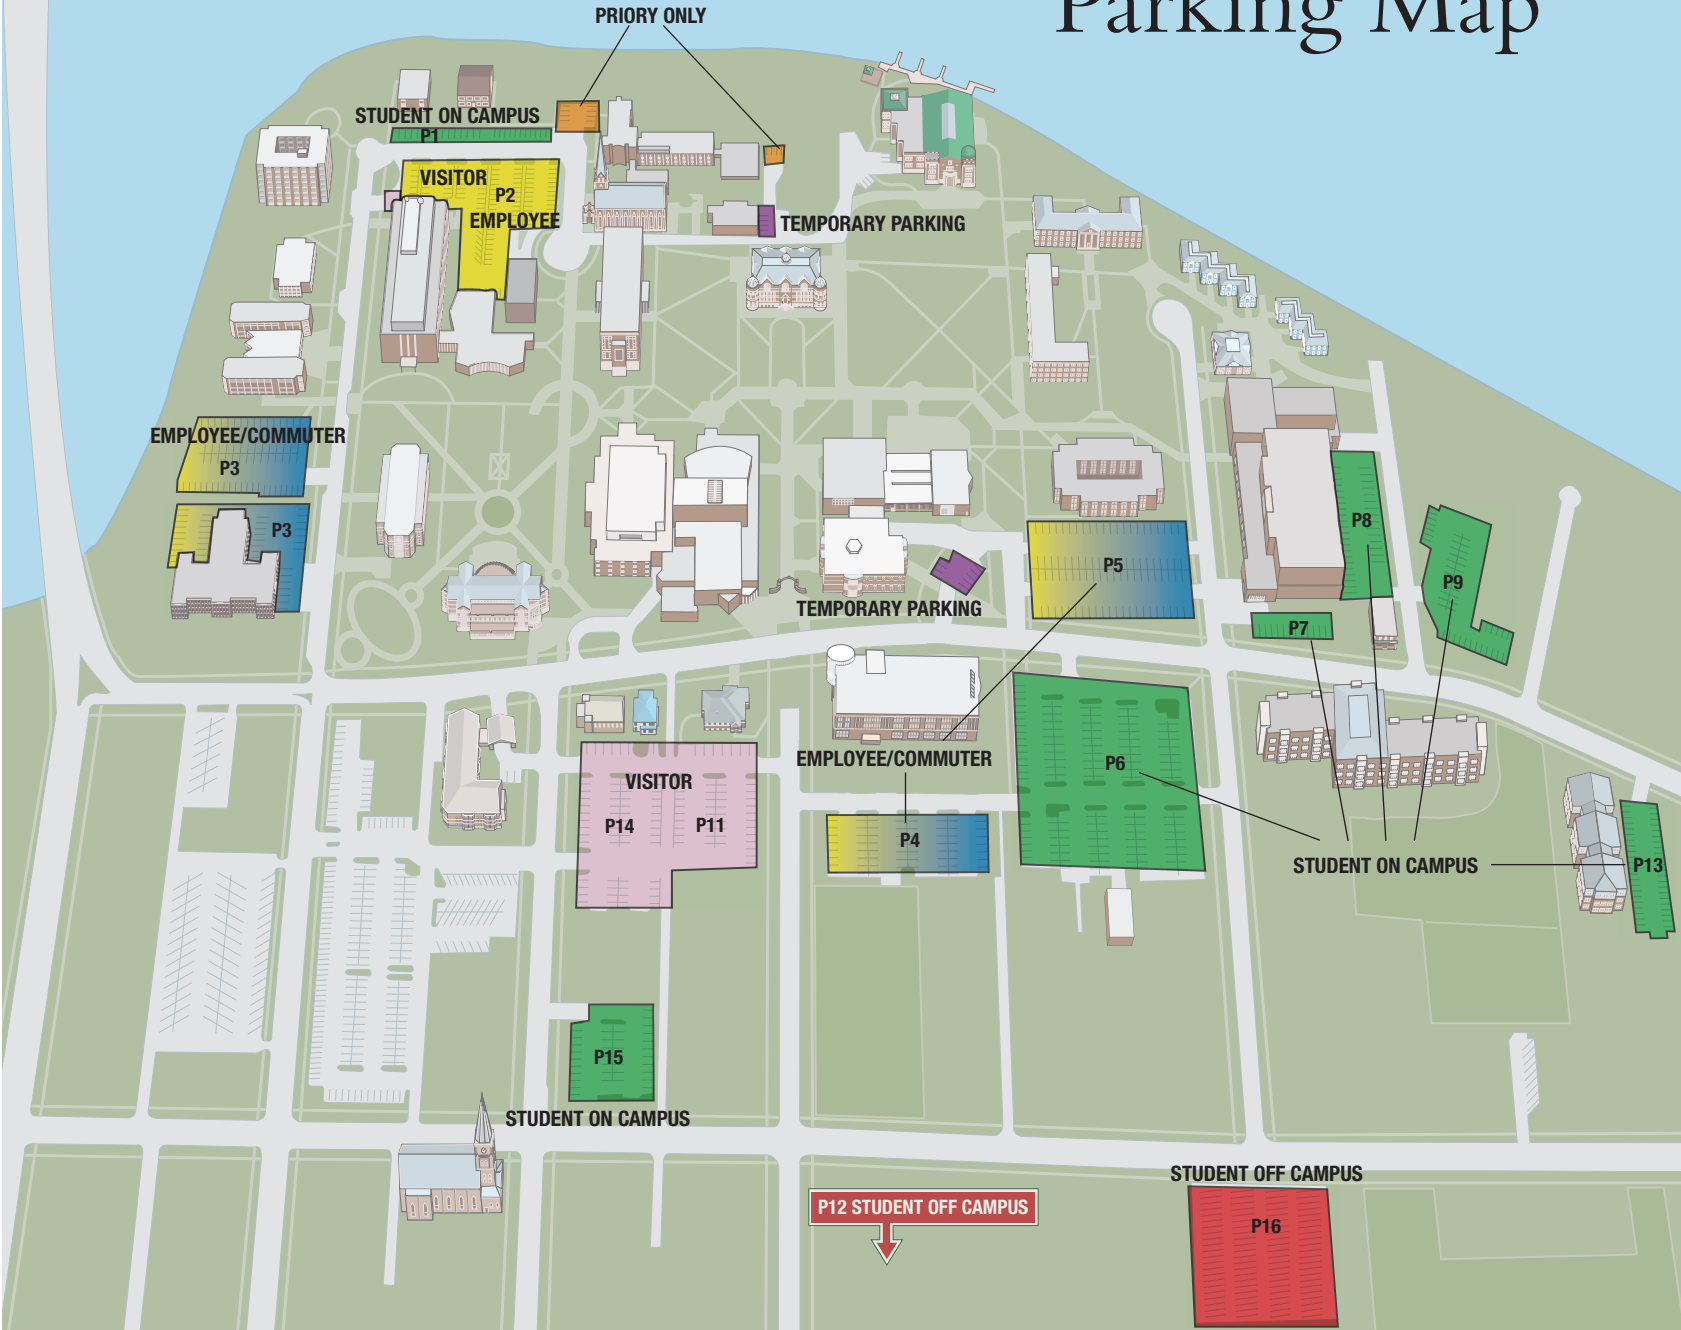 Parking Map
PRIORY ONLY
STUDENT ON CAMPUS
P1
VISITOR
P2
EMPLOYEE
TEMPORARY PARKING
EMPLOYEE/COMMUTER
P3
P3
P8
P5
P9
TEMPORARY PARKING
P7
EMPLOYEE/COMMUTER
P6
VISITOR
P14
P11
P4
STUDENT ON CAMPUS
P13
P15
STUDENT ON CAMPUS
STUDENT OFF CAMPUS
P12 STUDENT OFF CAMPUS
P16